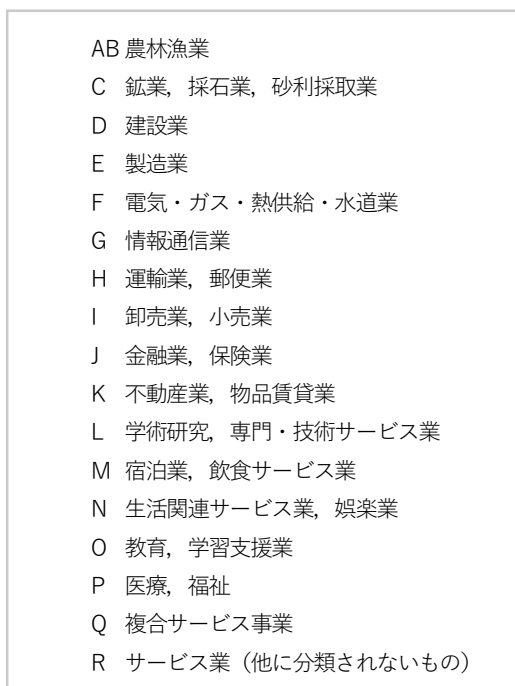 AB 農林漁業
C 鉱業，採石業，砂利採取業
D 建設業
E 製造業
F 電気・ガス・熱供給・水道業
G 情報通信業
H 運輸業，郵便業
I 卸売業，小売業
J 金融業，保険業
K 不動産業，物品賃貸業
L 学術研究，専門・技術サービス業
M 宿泊業，飲食サービス業
N 生活関連サービス業，娯楽業
O 教育，学習支援業
P 医療，福祉
Q 複合サービス事業
R サービス業（他に分類されないもの）